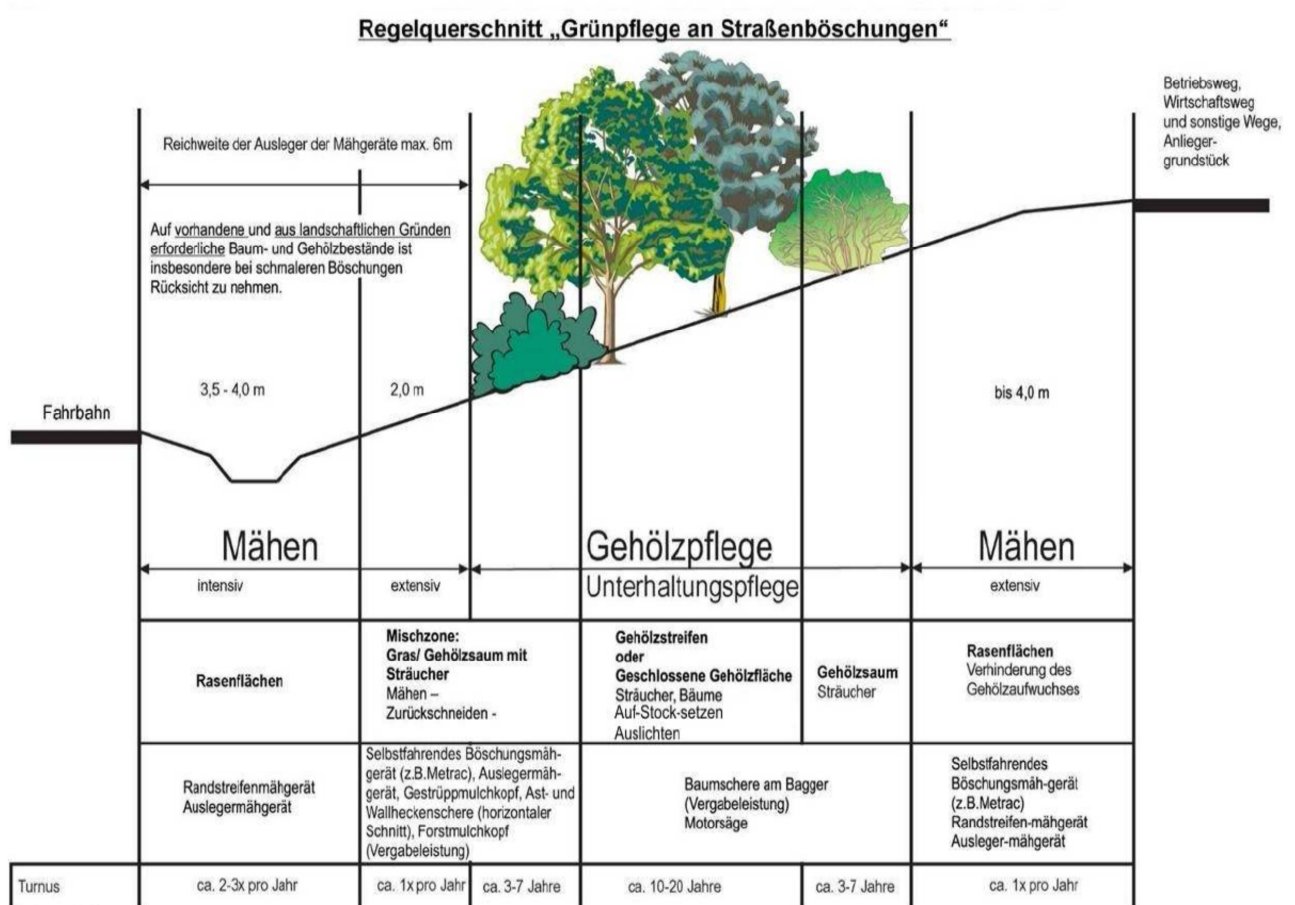 Regelquerschnitt „Grünpflege an Straßenböschungen“
Betriebsweg,
Wirtschaftsweg
und sonstige Wege,
Anlieger-
grundstück
Reichweite der Ausleger der Mähgeräte max. 6m
Auf vorhandene und aus landschaftlichen Gründen
erforderliche Baum- und Gehölzbestände ist
insbesondere bei schmaleren Böschungen
Rücksicht zu nehmen.
3,5 - 4,0 m
2,0 m
bis 4,0 m
Fahrbahn
Mähen
Gehölzpflege
Mähen
intensiv
extensiv
Unterhaltungspflege
extensiv
Rasenflächen
Mischzone:
Gras/ Gehölzsaum mit
Sträucher
Mähen –
Zurückschneiden -
Gehölzstreifen
oder
Geschlossene Gehölzfläche
Sträucher, Bäume
Auf-Stock-setzen
Auslichten
Gehölzsaum
Sträucher
Rasenflächen
Verhinderung des
Gehölzaufwuchses
Randstreifenmähgerät
Auslegermähgerät
Selbstfahrendes Böschungsmäh-
gerät (z.B.Metrac), Auslegermäh-
gerät, Gestrüppmulchkopf, Ast- und
Wallheckenschere (horizontaler
Schnitt), Forstmulchkopf
(Vergabeleistung)
Baumschere am Bagger
(Vergabeleistung)
Motorsäge
Selbstfahrendes
Böschungsmäh-gerät
(z.B.Metrac)
Randstreifen-mähgerät
Ausleger-mähgerät
Turnus
ca. 2-3x pro Jahr
ca. 1x pro Jahr
ca. 3-7 Jahre
ca. 10-20 Jahre
ca. 3-7 Jahre
ca. 1x pro Jahr